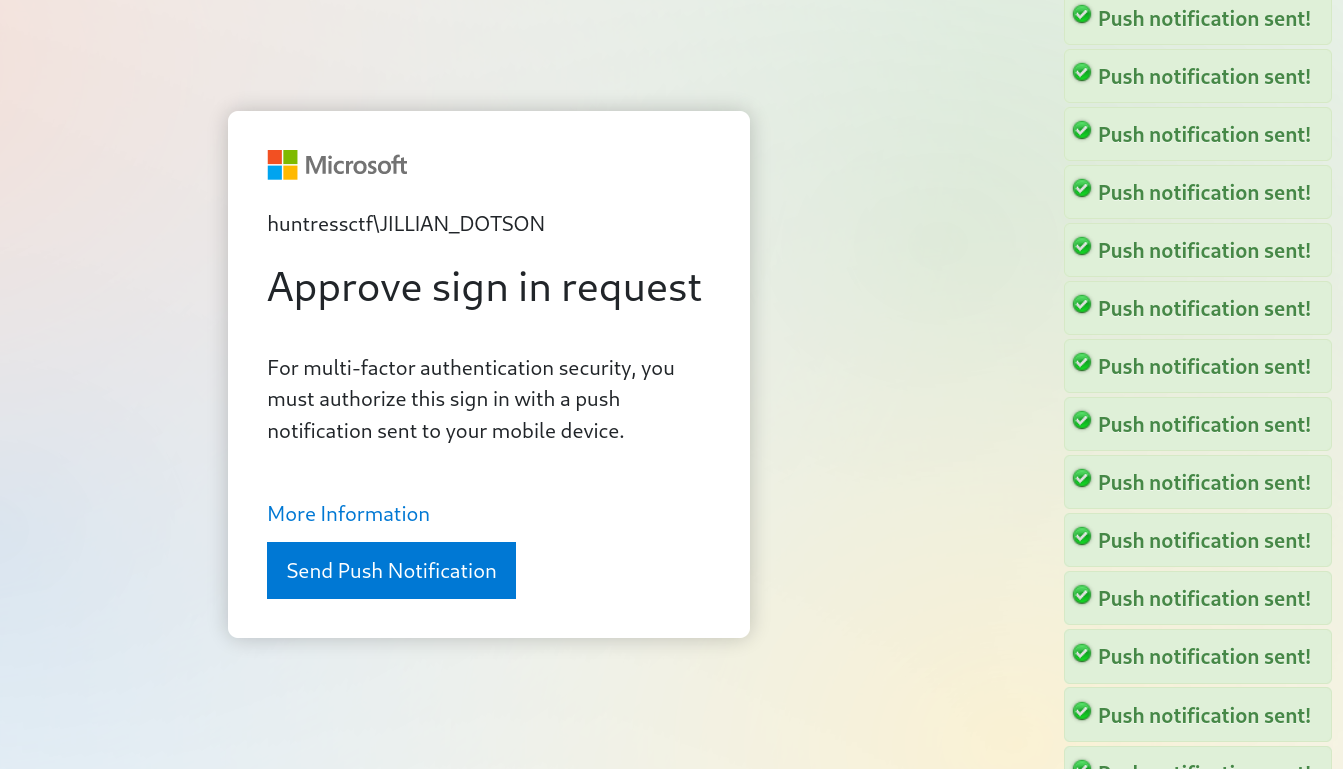 Microsoft
huntressctf\JILLIAN_DOTSON
Approve sign in request
For multi-factor authentication security, you
must authorize this sign in with a push
notification sent to your mobile device.
More Information
Send Push Notification
Push notification sent!
Push notification sent!
Push notification sent!
Push notification sent!
Push notification sent!
Push notification sent!
Push notification sent!
Push notification sent!
Push notification sent!
Push notification sent!
Push notification sent!
Push notification sent!
Push notification sent!